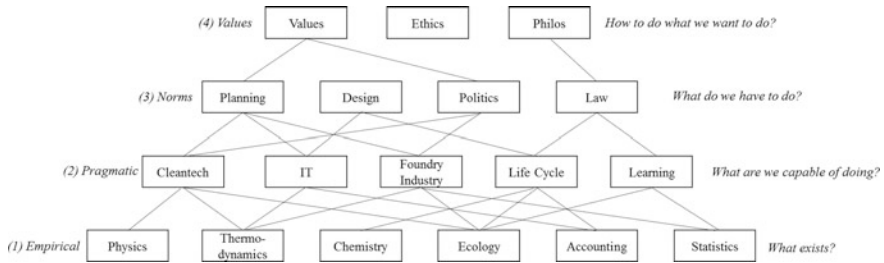 (4) Values Values Ethics Philos How to do what we want to do?
(3) Norms Planning Design Politics Law What do we have to do?
(2) Pragmatic Cleantech IT Foundry Industry Life Cycle Learning What are we capable of doing?
(1) Empirical Physics Thermo-dynamics Chemistry Ecology Accounting Statistics What exists?